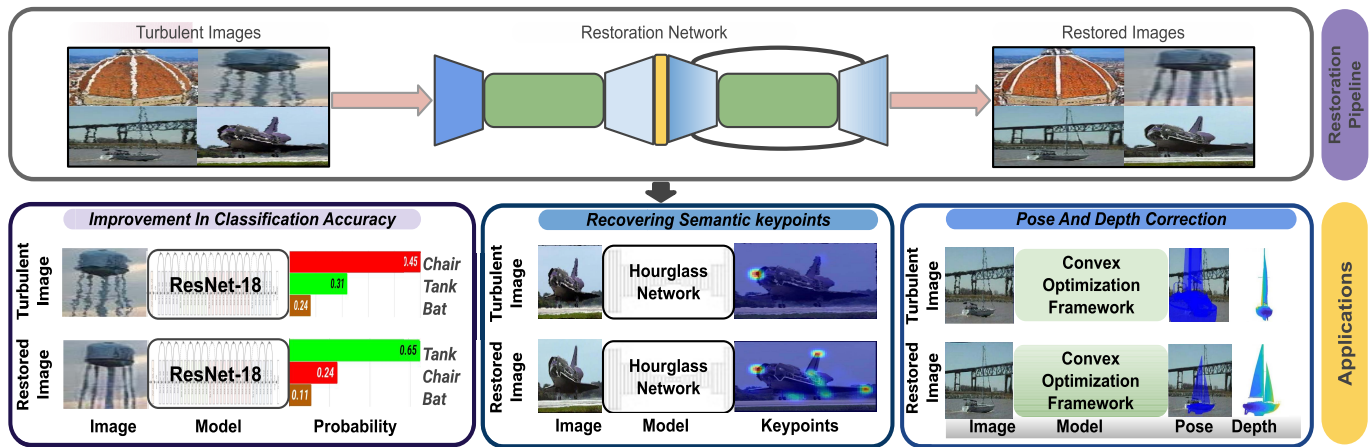 Turbulent Images
Restoration Network
Restored Images
Restoration
Pipeline
Improvement In Classification Accuracy
Turbulent
Image
ResNet-18
0.45
Chair
0.31
Tank
0.24
Bat
Restored
Image
ResNet-18
0.65
Tank
0.24
Chair
0.11
Bat
Image
Model
Probability
Recovering Semantic keypoints
Turbulent
Image
Hourglass
Network
Restored
Image
Hourglass
Network
Image
Model
Keypoints
Pose And Depth Correction
Turbulent
Image
Convex
Optimization
Framework
Restored
Image
Convex
Optimization
Framework
Image
Model
Pose
Depth
Applications